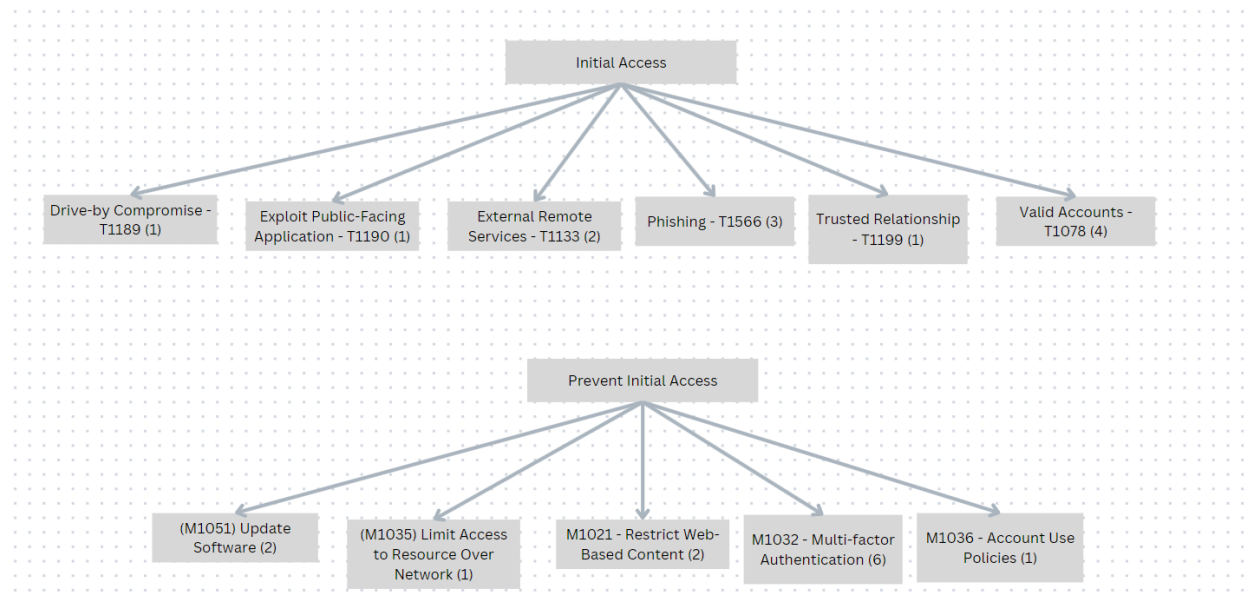 Initial Access
Drive-by Compromise -
T1189 (1)
Exploit Public-Facing
Application - T1190 (1)
External Remote
Services - T1133 (2)
Phishing - T1566 (3)
Trusted Relationship
- T1199 (1)
Valid Accounts -
T1078 (4)
Prevent Initial Access
(M1051) Update
Software (2)
(M1035) Limit Access
to Resource Over
Network (1)
M1021 - Restrict Web-
Based Content (2)
M1032 - Multi-factor
Authentication (6)
M1036 - Account Use
Policies (1)